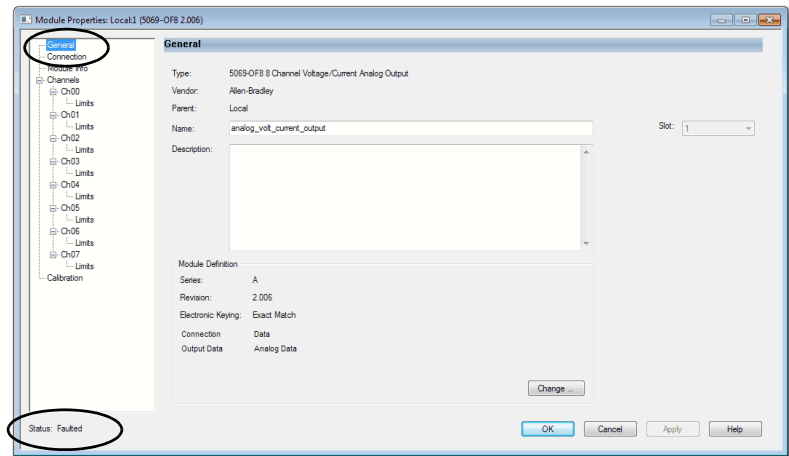 Module Properties: Local:1 (5069-OF8 2.006)
General
Connection
Module Info
Channels
Ch00
Limits
Ch01
Limits
Ch02
Limits
Ch03
Limits
Ch04
Limits
Ch05
Limits
Ch06
Limits
Ch07
Limits
Calibration
General
Type: 5069-OF8 8 Channel Voltage/Current Analog Output
Vendor: Allen-Bradley
Parent: Local
Name: analog_volt_current_output
Slot: 1
Description:
Module Definition
Series: A
Revision: 2.006
Electronic Keying: Exact Match
Connection Data
Output Data Analog Data
Change ...
Status: Faulted
OK Cancel Apply Help